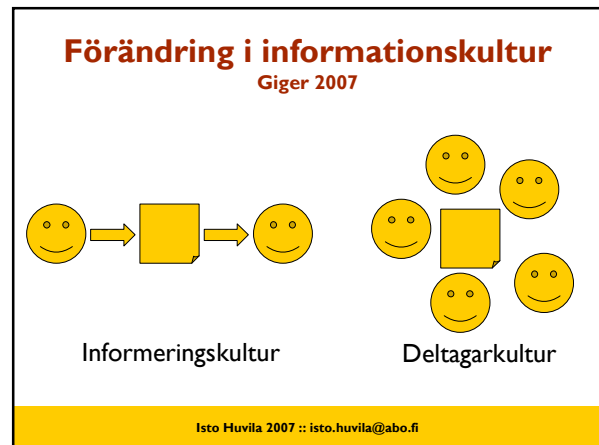 Förändring i informationskultur
Giger 2007
Informeringskultur
Deltagarkultur
Isto Huvila 2007 :: isto.huvila@abo.fi